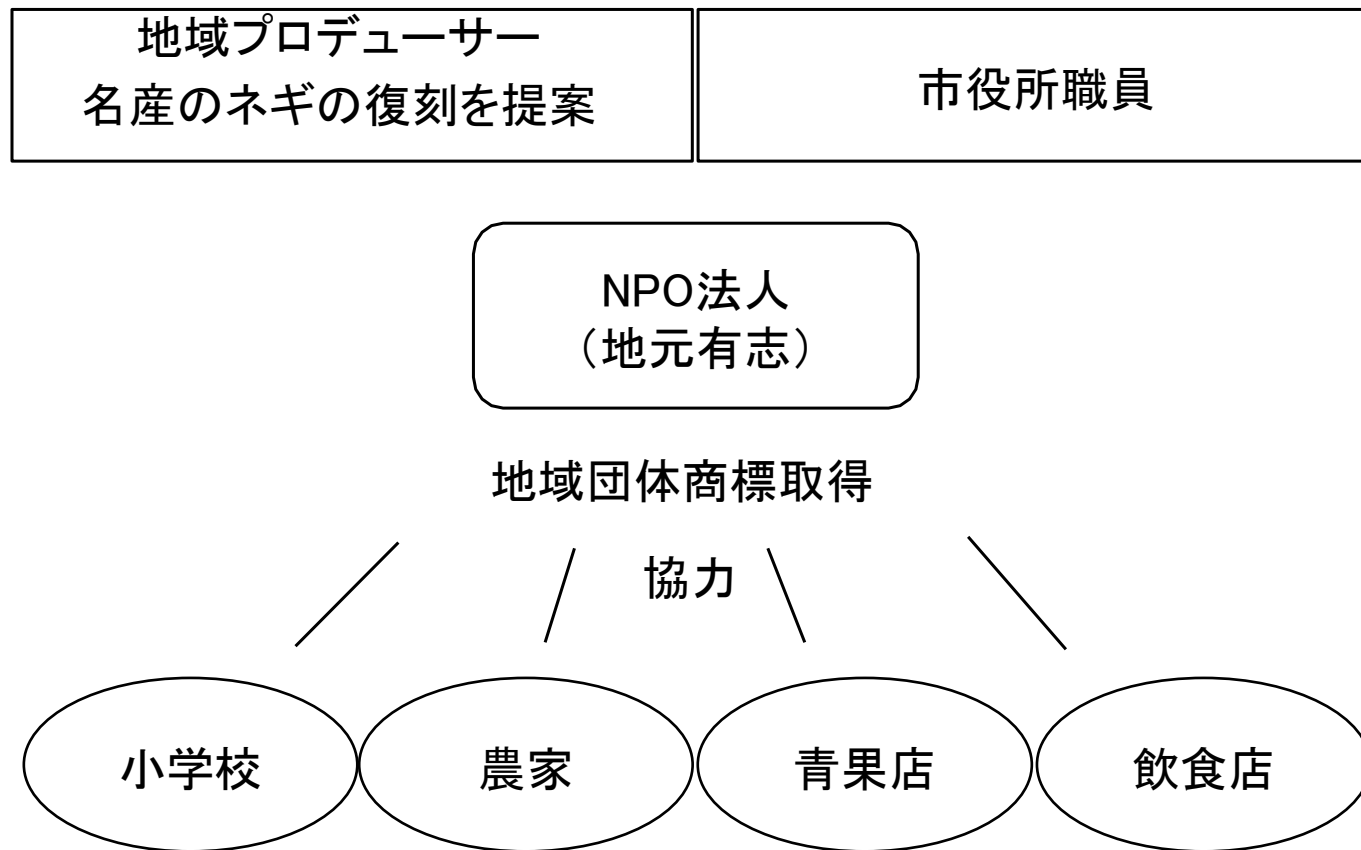 地域プロデューサー
名産のネギの復刻を提案
市役所職員
NPO法人
（地元有志）
地域団体商標取得
協力
小学校
農家
青果店
飲食店